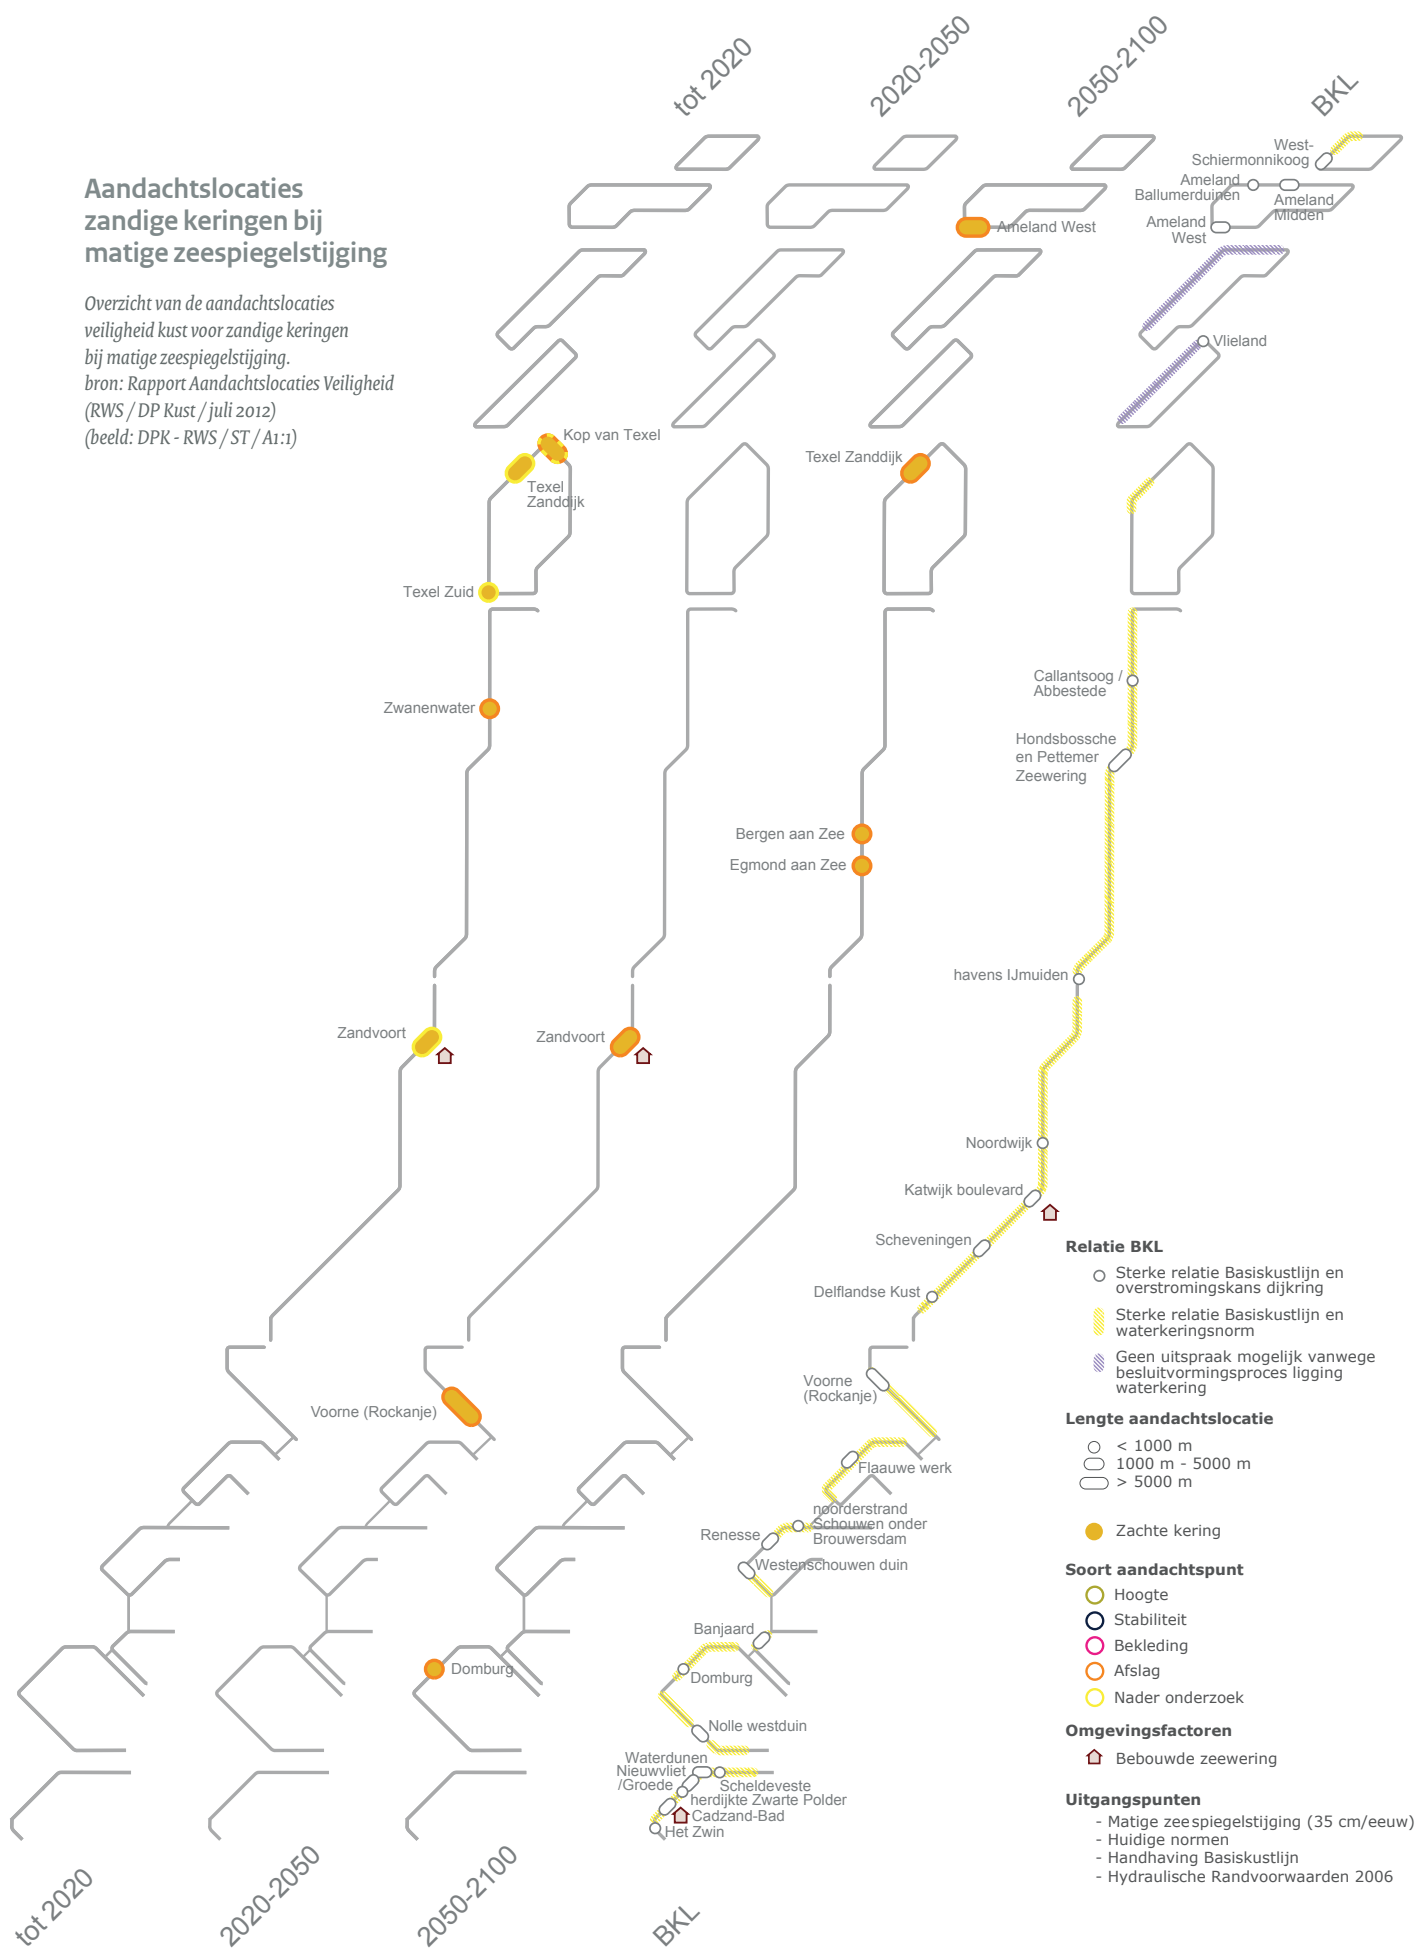 tot 2020
2020-2050
2050-2100
BKL
Aandachtslocaties
zandige keringen bij
matige zeespiegelstijging
Overzicht van de aandachtslocaties
veiligheid kust voor zandige keringen
bij matige zeespiegelstijging.
bron: Rapport Aandachtslocaties Veiligheid
(RWS / DP Kust / juli 2012)
(beeld: DPK - RWS / ST / A1:1)
West-
Schiermonnikoog
Ameland
Ballumerduinen
Ameland
Midden
Ameland
West
Ameland West
Vlieland
Kop van Texel
Texel
Zanddijk
Texel Zanddijk
Texel Zuid
Zwanenwater
Callantsoog /
Abbestede
Hondsbossche
en Pettemer
Zeewering
Bergen aan Zee
Egmond aan Zee
havens IJmuiden
Zandvoort
Zandvoort
Noordwijk
Katwijk boulevard
Scheveningen
Delflandse Kust
Voorne
(Rockanje)
Voorne (Rockanje)
Flaauwe werk
noorderstrand
Schouwen onder
Brouwersdam
Renesse
Westenschouwen duin
Banjaard
Domburg
Domburg
Nolle westduin
Waterdunen
Nieuwvliet
/Groede
Scheldeveste
herdijkte Zwarte Polder
Cadzand-Bad
Het Zwin
Relatie BKL
Sterke relatie Basiskustlijn en
overstromingskans dijkring
Sterke relatie Basiskustlijn en
waterkeringsnorm
Geen uitspraak mogelijk vanwege
besluitvormingsproces ligging
waterkering
Lengte aandachtslocatie
< 1000 m
1000 m - 5000 m
> 5000 m
Zachte kering
Soort aandachtspunt
Hoogte
Stabiliteit
Bekleding
Afslag
Nader onderzoek
Omgevingsfactoren
Bebouwde zeewering
Uitgangspunten
- Matige zeespiegelstijging (35 cm/eeuw)
- Huidige normen
- Handhaving Basiskustlijn
- Hydraulische Randvoorwaarden 2006
tot 2020
2020-2050
2050-2100
BKL